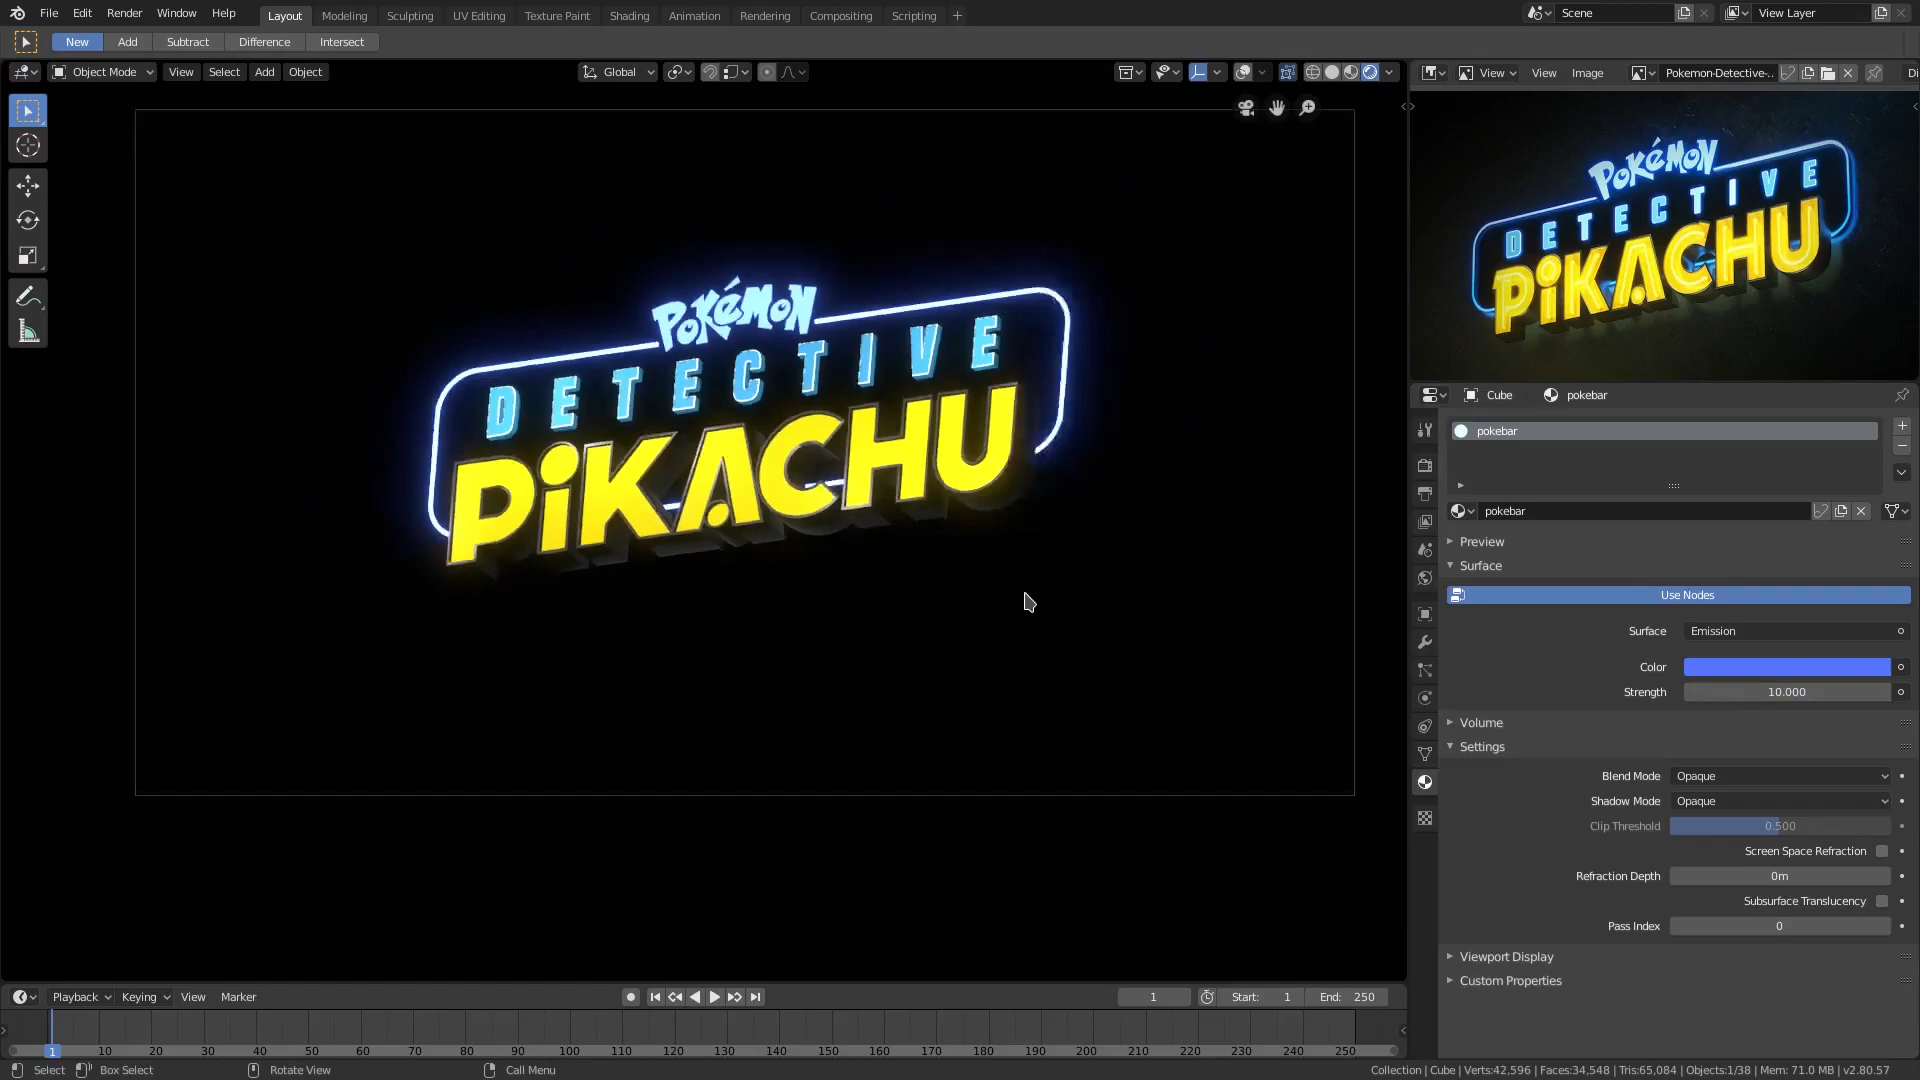 File Edit Render Window Help Layout Modeling Sculpting UV Editing Texture Paint Shading Animation Rendering Compositing Scripting + Scene View Layer
New Add Subtract Difference Intersect
Object Mode View Select Add Object Global View View Image Pokemon-Detective-.. Di
POKéMON
DETECTIVE
PiKACHU
POKéMON
DETECTIVE
PiKACHU
Cube pokebar
pokebar
pokebar
Preview
Surface
Use Nodes
Surface Emission
Color
Strength 10.000
Volume
Settings
Blend Mode Opaque
Shadow Mode Opaque
Clip Threshold 0.500
Screen Space Refraction
Refraction Depth 0m
Subsurface Translucency
Pass Index 0
Viewport Display
Custom Properties
Playback Keying View Marker 1 Start: 1 End: 250
1 10 20 30 40 50 60 70 80 90 100 110 120 130 140 150 160 170 180 190 200 210 220 230 240 250
Select Box Select Rotate View Call Menu Collection | Cube | Verts:42,596 | Faces:34,548 | Tris:65,084 | Objects:1/38 | Mem: 71.0 MB | v2.80.57